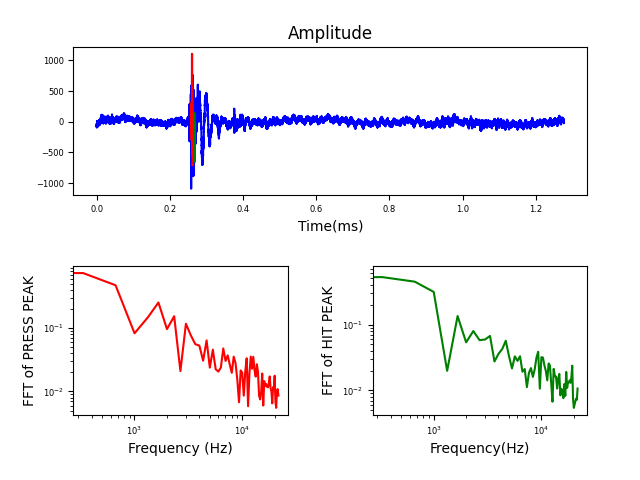 Amplitude
1000
500
0
−500
−1000
0.0 0.2 0.4 0.6 0.8 1.0 1.2
Time(ms)
FFT of PRESS PEAK
10⁻¹
10⁻²
10³ 10⁴
Frequency (Hz)
FFT of HIT PEAK
10⁻¹
10⁻²
10³ 10⁴
Frequency(Hz)